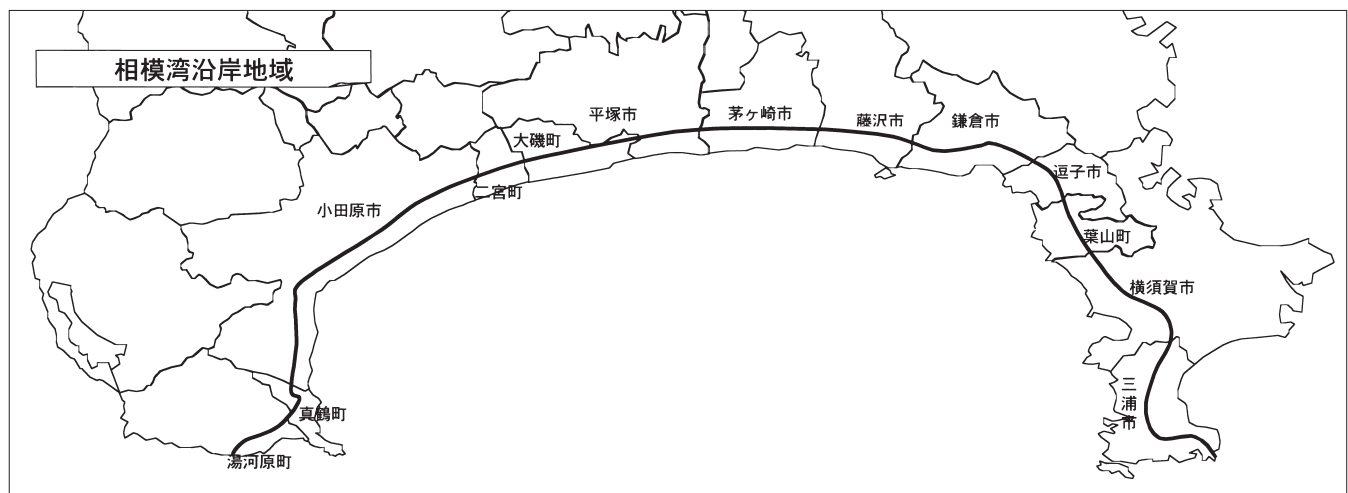 相模湾沿岸地域
平塚市
茅ヶ崎市
藤沢市
鎌倉市
大磯町
逗子市
二宮町
小田原市
葉山町
横須賀市
三浦市
真鶴町
湯河原町